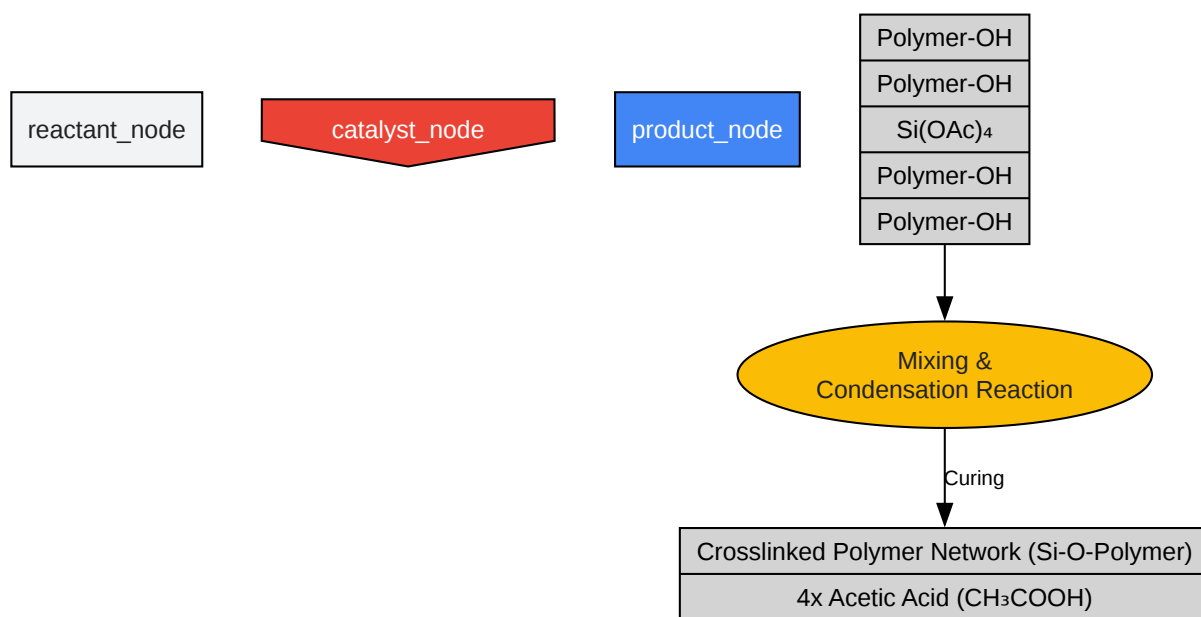 reactant_node
catalyst_node
product_node
Polymer-OH
Polymer-OH
Si(OAc)₄
Polymer-OH
Polymer-OH
Mixing &
Condensation Reaction
Curing
Crosslinked Polymer Network (Si-O-Polymer)
4x Acetic Acid (CH₃COOH)